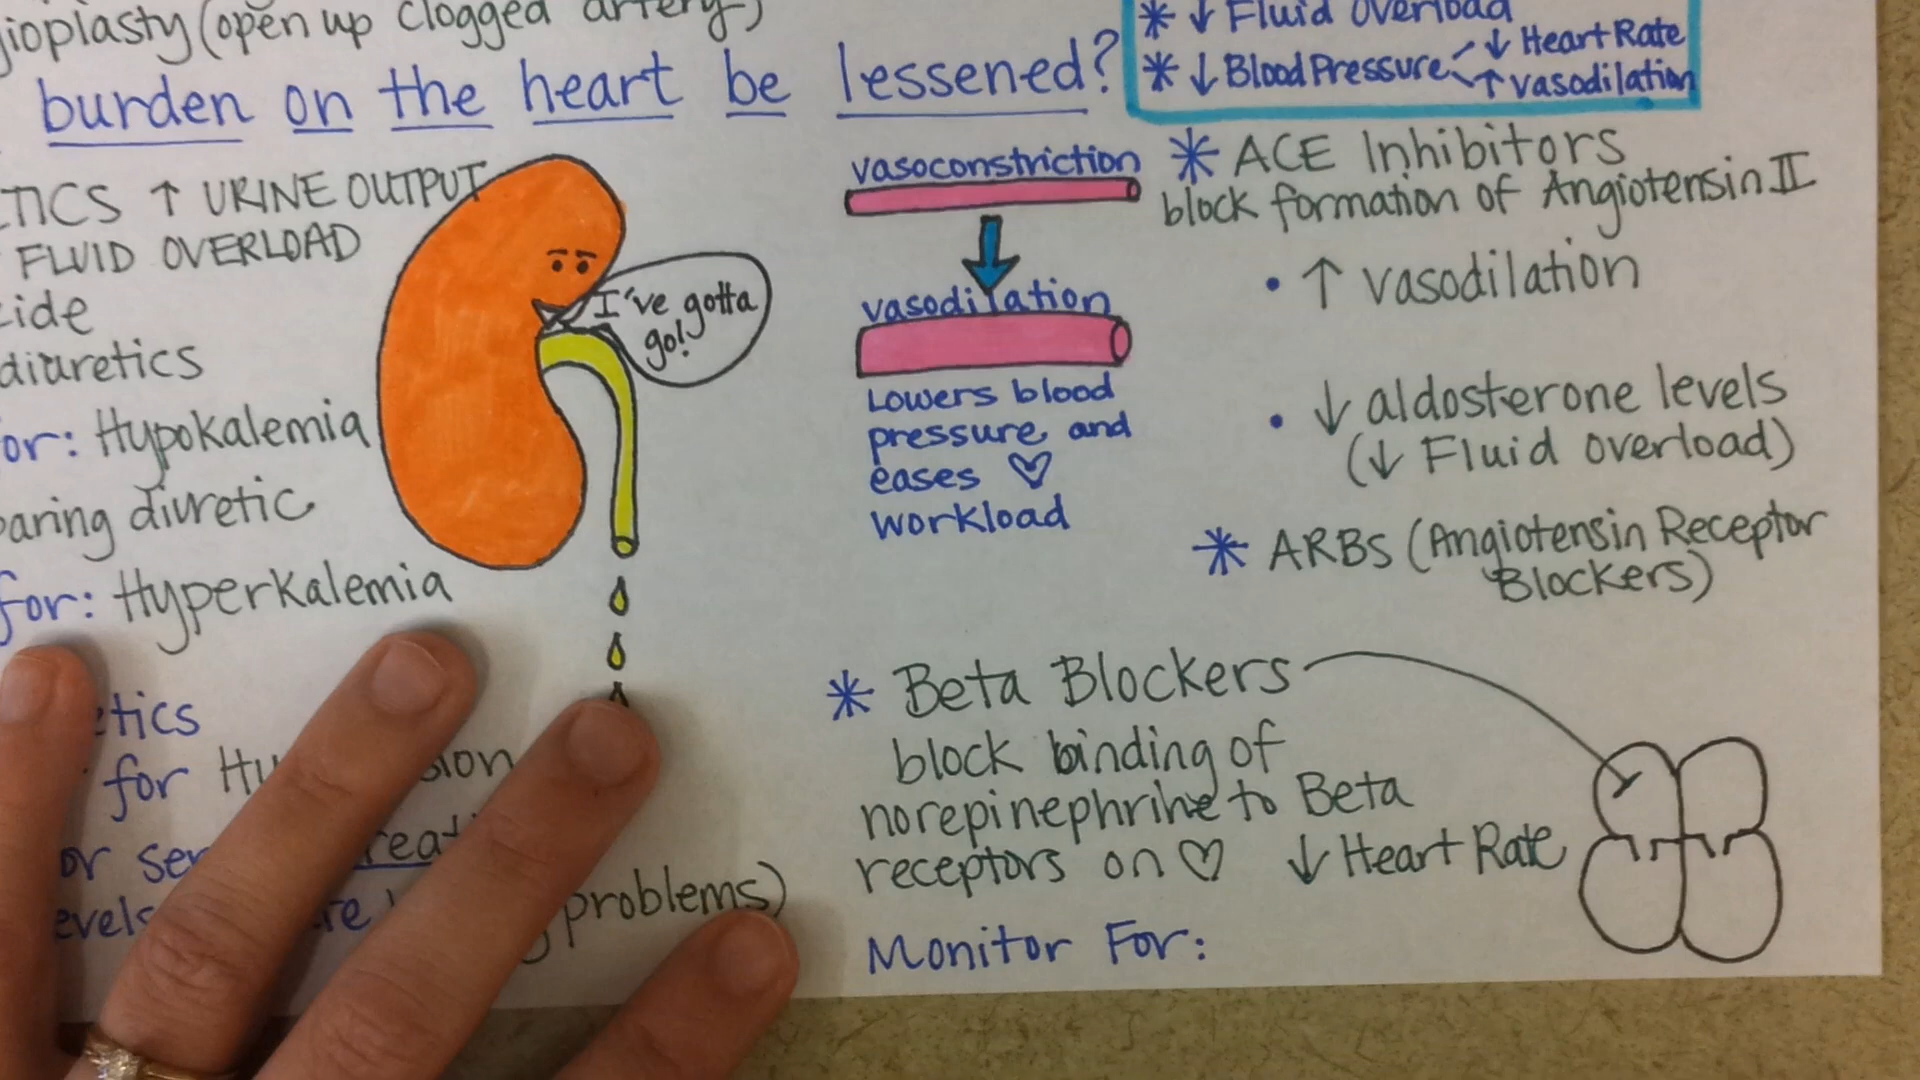 ioplasty (open up clogged artery)
burden on the heart be lessened?
* ↓ Fluid Overload
* ↓ Blood Pressure ↓ Heart Rate
↑ vasodilation
TICS ↑ URINE OUTPUT
FLUID OVERLOAD
ide
diuretics
or: Hypokalemia
aring diuretic
for: Hyperkalemia
etics
for
or ser
evels
problems)
I've gotta
go!
vasoconstriction
vasodilation
Lowers blood
pressure and
eases ♡
workload
* ACE Inhibitors
block formation of Angiotensin II
• ↑ vasodilation
• ↓ aldosterone levels
(↓ Fluid overload)
* ARBs (Angiotensin Receptor
Blockers)
* Beta Blockers
block binding of
norepinephrine to Beta
receptors on ♡ ↓ Heart Rate
Monitor For: